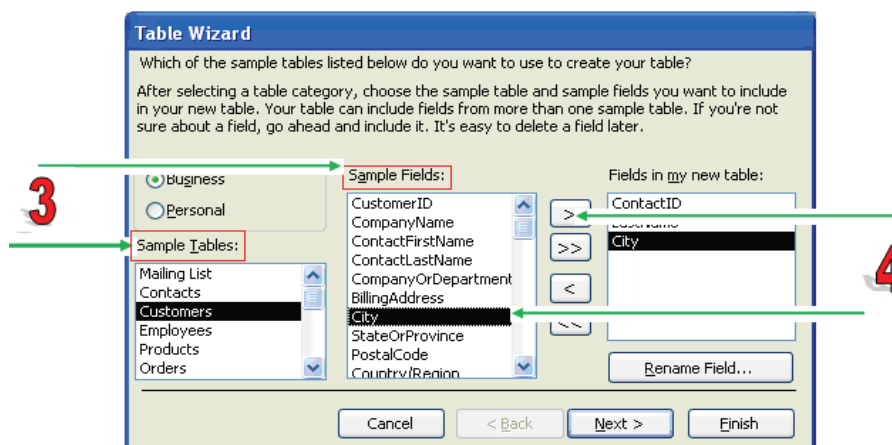 Table Wizard
Which of the sample tables listed below do you want to use to create your table?
After selecting a table category, choose the sample table and sample fields you want to include
in your new table. Your table can include fields from more than one sample table. If you're not
sure about a field, go ahead and include it. It's easy to delete a field later.
3
Business
Personal
Sample Tables:
Mailing List
Contacts
Customers
Employees
Products
Orders
Sample Fields:
CustomerID
CompanyName
ContactFirstName
ContactLastName
CompanyOrDepartment
BillingAddress
City
StateOrProvince
PostalCode
Country/Region
>
>>
<
<<
Fields in my new table:
ContactID
LastName
City
4
Rename Field...
Cancel
< Back
Next >
Finish